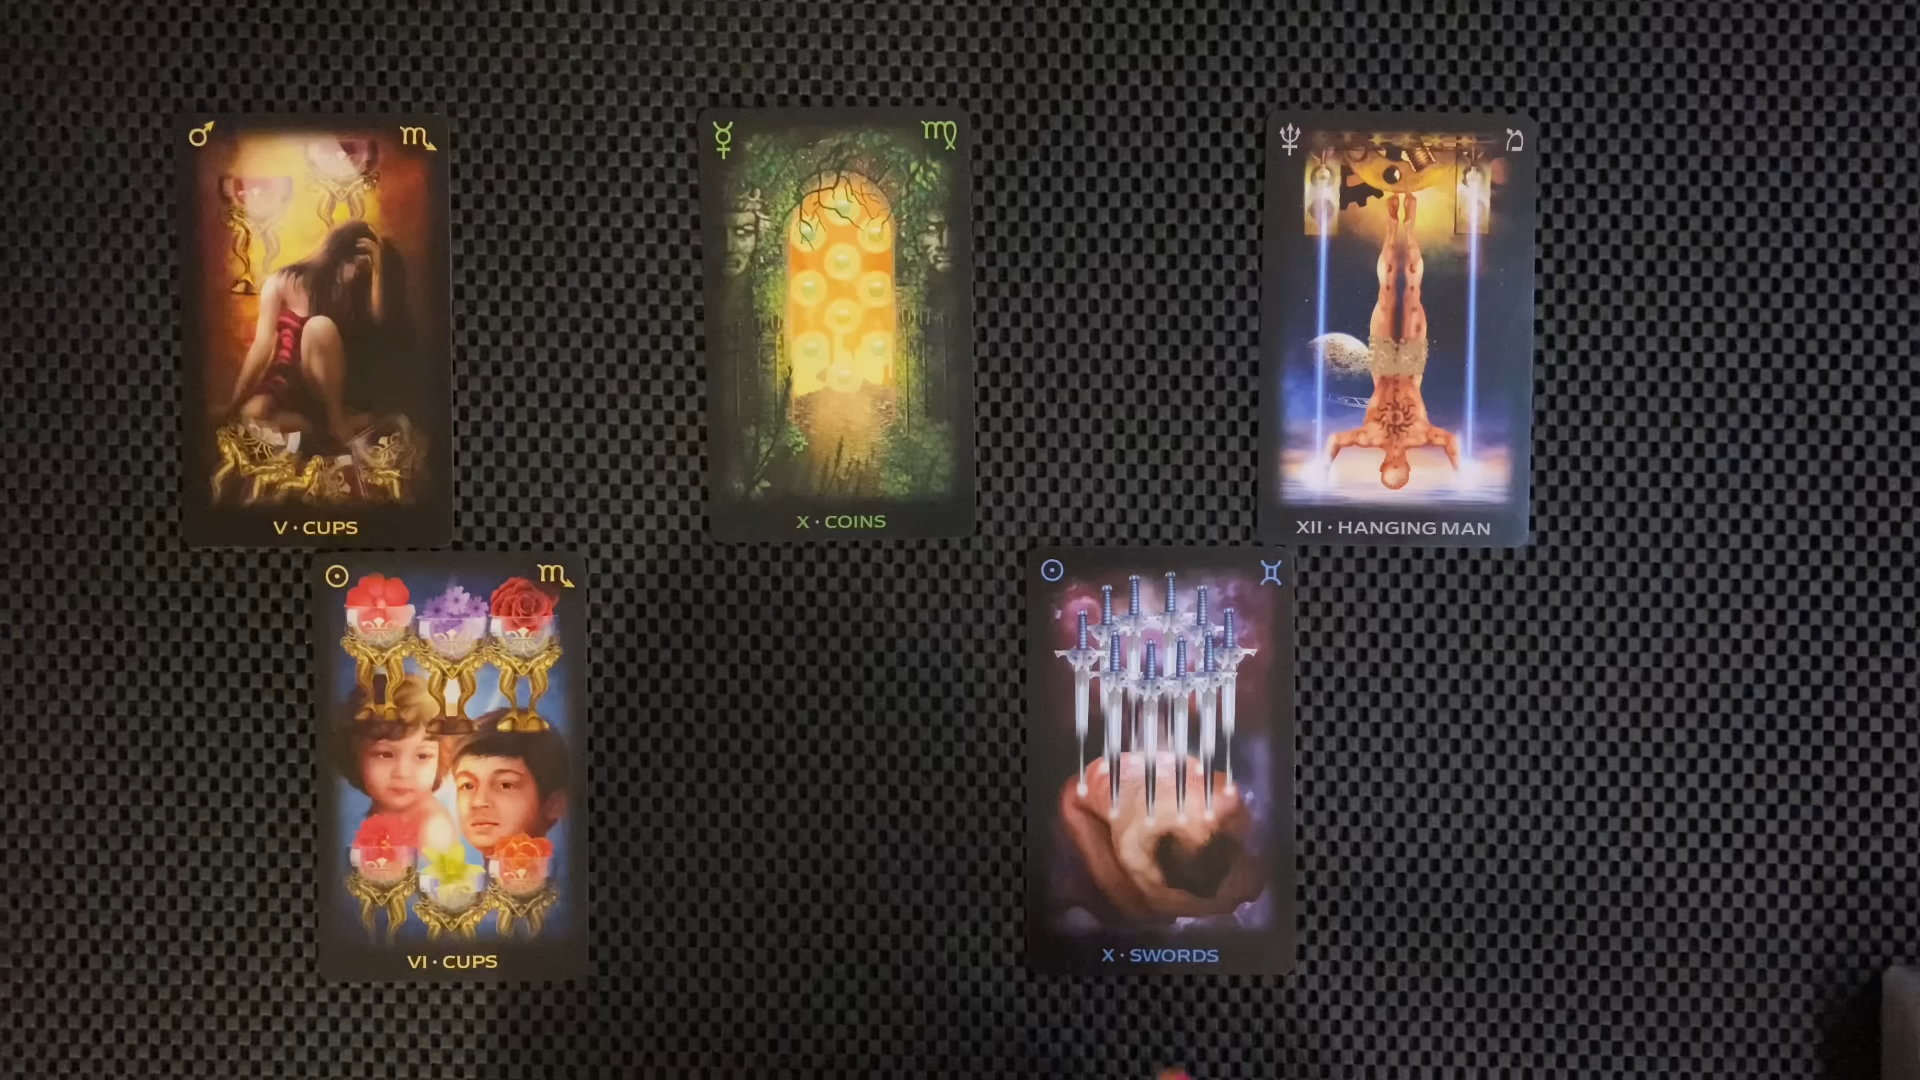 ♂ ♏
V · CUPS
☿ ♍
X · COINS
♆ מ
XII · HANGING MAN
☉ ♏
VI · CUPS
☉ ♊
X · SWORDS